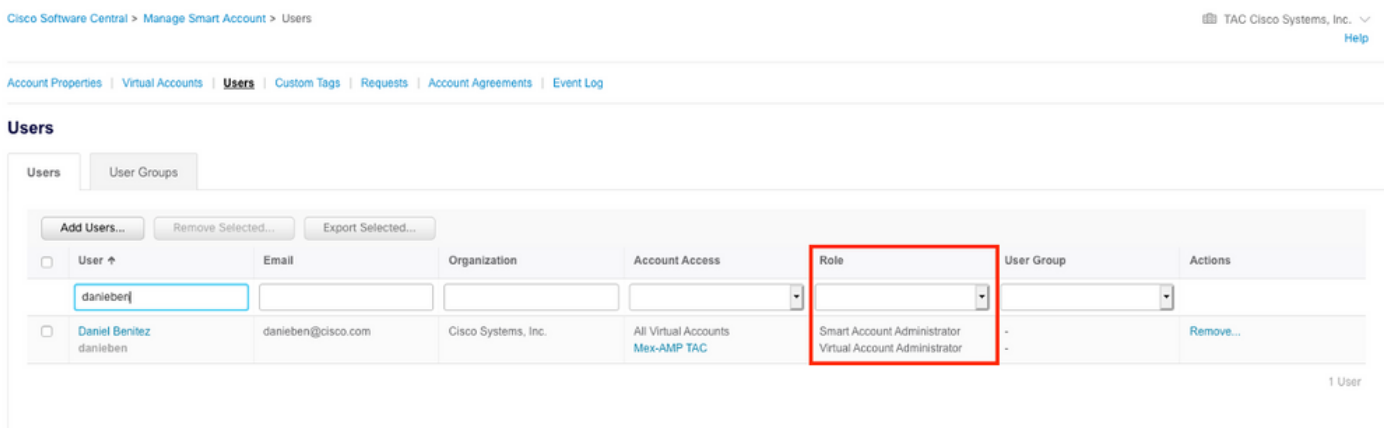 Cisco Software Central > Manage Smart Account > Users
TAC Cisco Systems, Inc.
Help
Account Properties | Virtual Accounts | Users | Custom Tags | Requests | Account Agreements | Event Log
Users
Users User Groups
Add Users... Remove Selected... Export Selected...
User ↑ Email Organization Account Access Role User Group Actions
danieben
Daniel Benitez danieben@cisco.com Cisco Systems, Inc. All Virtual Accounts Smart Account Administrator - Remove...
danieben Mex-AMP TAC Virtual Account Administrator -
1 User